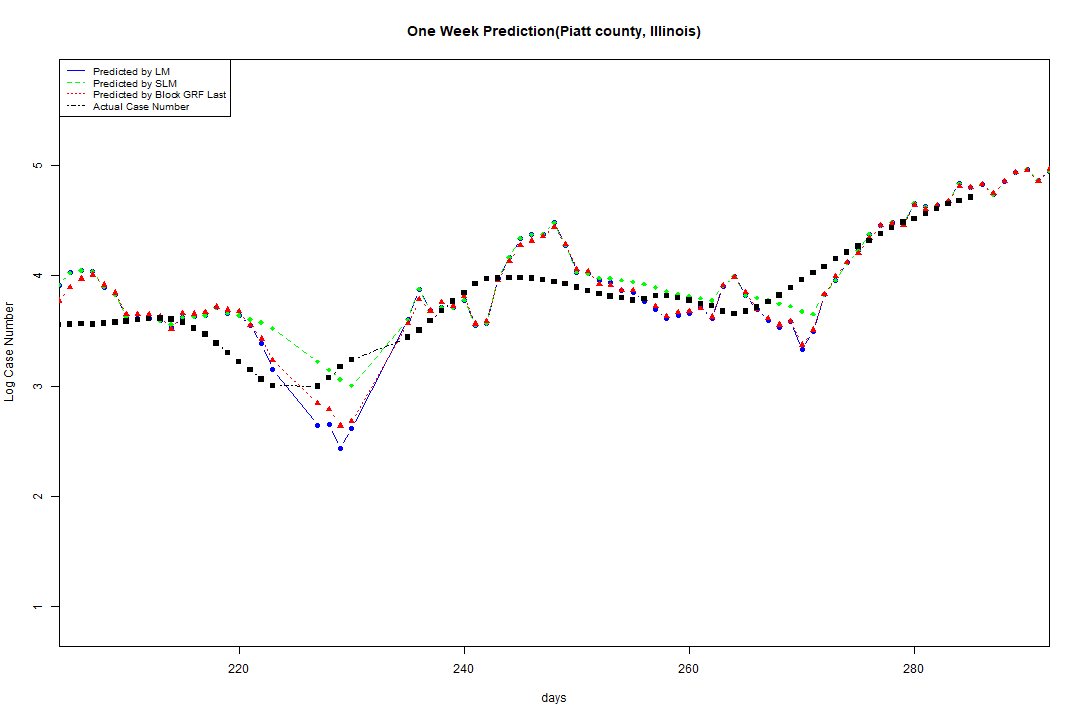 One Week Prediction(Piatt county, Illinois)
Predicted by LM
Predicted by SLM
Predicted by Block GRF Last
Actual Case Number
5
4
3
2
1
Log Case Number
220 240 260 280
days